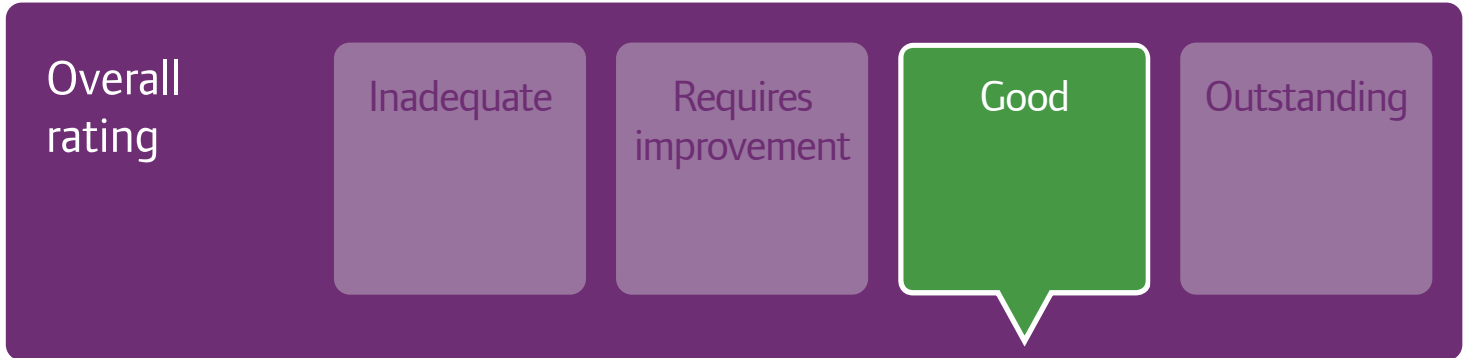 Overall
rating
Inadequate
Requires
improvement
Good
Outstanding